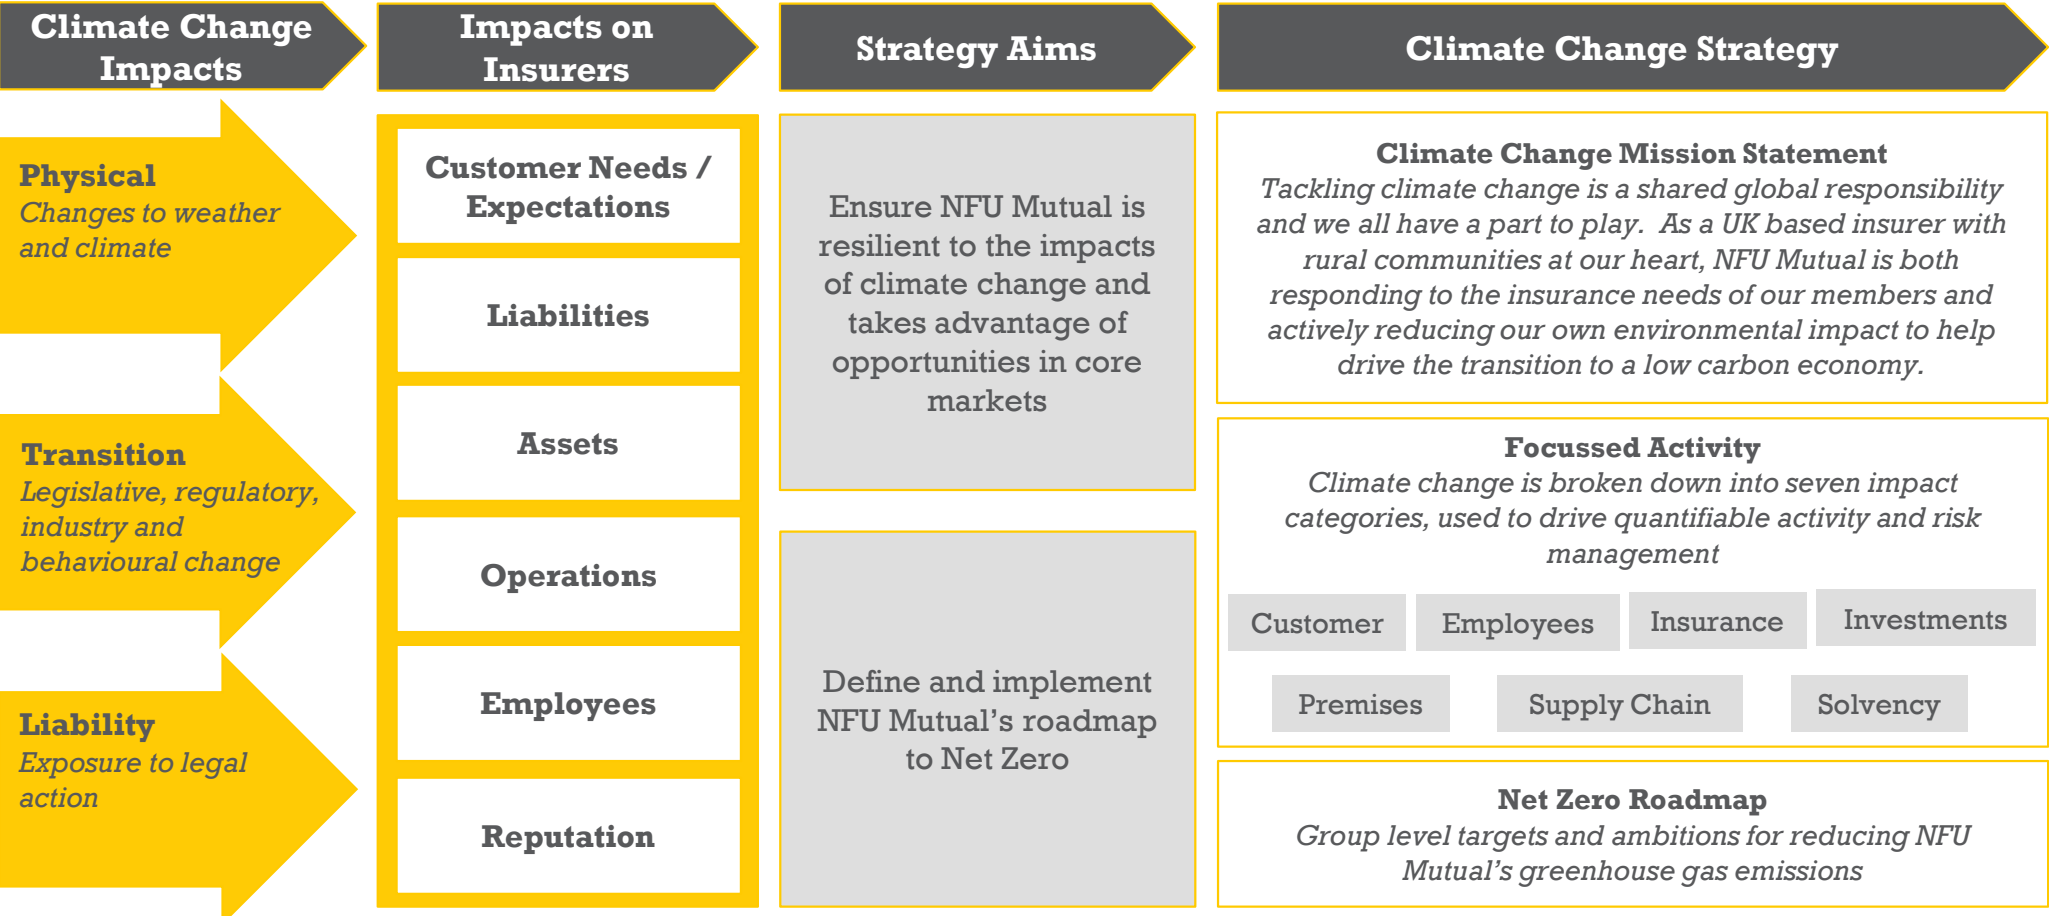 Climate Change
Impacts
Impacts on
Insurers
Strategy Aims
Climate Change Strategy
Physical
Changes to weather
and climate
Transition
Legislative, regulatory,
industry and
behavioural change
Liability
Exposure to legal
action
Customer Needs /
Expectations
Liabilities
Assets
Operations
Employees
Reputation
Ensure NFU Mutual is
resilient to the impacts
of climate change and
takes advantage of
opportunities in core
markets
Define and implement
NFU Mutual’s roadmap
to Net Zero
Climate Change Mission Statement
Tackling climate change is a shared global responsibility
and we all have a part to play.  As a UK based insurer with
rural communities at our heart, NFU Mutual is both
responding to the insurance needs of our members and
actively reducing our own environmental impact to help
drive the transition to a low carbon economy.
Focussed Activity
Climate change is broken down into seven impact
categories, used to drive quantifiable activity and risk
management
Customer Employees Insurance Investments
Premises Supply Chain Solvency
Net Zero Roadmap
Group level targets and ambitions for reducing NFU
Mutual’s greenhouse gas emissions